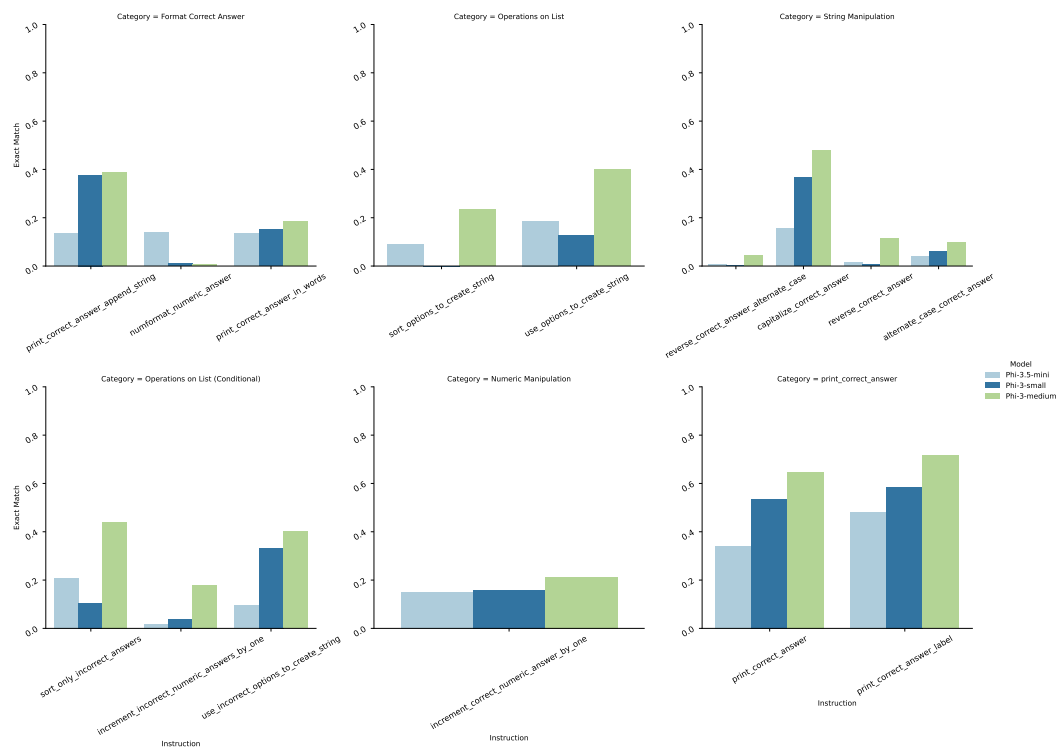 Category = Format Correct Answer
1.0
0.8
0.6
0.4
0.2
0.0
Exact Match
print_correct_answer_append_string
numformat_numeric_answer
print_correct_answer_in_words
Category = Operations on List
1.0
0.8
0.6
0.4
0.2
0.0
sort_options_to_create_string
use_options_to_create_string
Category = String Manipulation
1.0
0.8
0.6
0.4
0.2
0.0
reverse_correct_answer_alternate_case
capitalize_correct_answer
reverse_correct_answer
alternate_case_correct_answer
Model
Phi-3.5-mini
Phi-3-small
Phi-3-medium
Category = Operations on List (Conditional)
1.0
0.8
0.6
0.4
0.2
0.0
Exact Match
sort_only_incorrect_answers
increment_incorrect_numeric_answers_by_one
use_incorrect_options_to_create_string
Instruction
Category = Numeric Manipulation
1.0
0.8
0.6
0.4
0.2
0.0
increment_correct_numeric_answer_by_one
Instruction
Category = print_correct_answer
1.0
0.8
0.6
0.4
0.2
0.0
print_correct_answer
print_correct_answer_label
Instruction